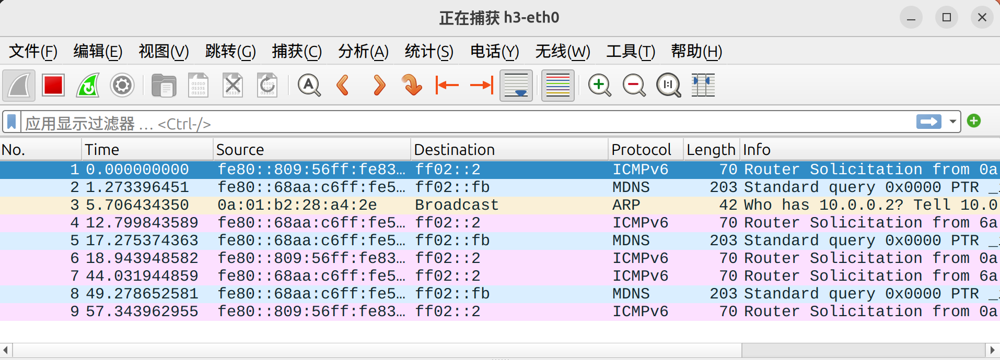 正在捕获 h3-eth0
文件(F) 编辑(E) 视图(V) 跳转(G) 捕获(C) 分析(A) 统计(S) 电话(Y) 无线(W) 工具(T) 帮助(H)
应用显示过滤器 … <Ctrl-/>
No. Time Source Destination Protocol Length Info
1 0.000000000 fe80::809:56ff:fe83… ff02::2 ICMPv6 70 Router Solicitation from 0a
2 1.273396451 fe80::68aa:c6ff:fe5… ff02::fb MDNS 203 Standard query 0x0000 PTR _
3 5.706434350 0a:01:b2:28:a4:2e Broadcast ARP 42 Who has 10.0.0.2? Tell 10.0
4 12.799843589 fe80::68aa:c6ff:fe5… ff02::2 ICMPv6 70 Router Solicitation from 6a
5 17.275374363 fe80::68aa:c6ff:fe5… ff02::fb MDNS 203 Standard query 0x0000 PTR _
6 18.943948582 fe80::809:56ff:fe83… ff02::2 ICMPv6 70 Router Solicitation from 0a
7 44.031944859 fe80::68aa:c6ff:fe5… ff02::2 ICMPv6 70 Router Solicitation from 6a
8 49.278652581 fe80::68aa:c6ff:fe5… ff02::fb MDNS 203 Standard query 0x0000 PTR _
9 57.343962955 fe80::809:56ff:fe83… ff02::2 ICMPv6 70 Router Solicitation from 0a